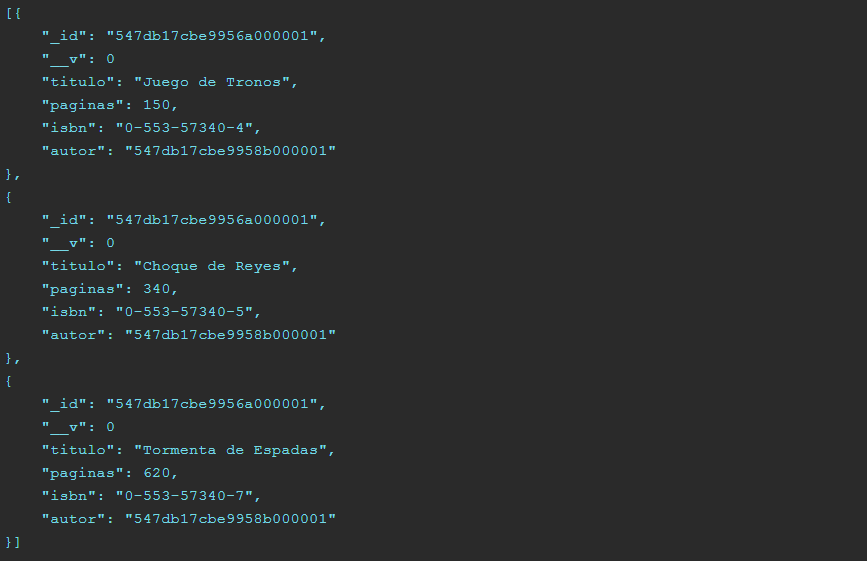 [{
"_id": "547db17cbe9956a000001",
"__v": 0
"titulo": "Juego de Tronos",
"paginas": 150,
"isbn": "0-553-57340-4",
"autor": "547db17cbe9958b000001"
},
{
"_id": "547db17cbe9956a000001",
"__v": 0
"titulo": "Choque de Reyes",
"paginas": 340,
"isbn": "0-553-57340-5",
"autor": "547db17cbe9958b000001"
},
{
"_id": "547db17cbe9956a000001",
"__v": 0
"titulo": "Tormenta de Espadas",
"paginas": 620,
"isbn": "0-553-57340-7",
"autor": "547db17cbe9958b000001"
}]